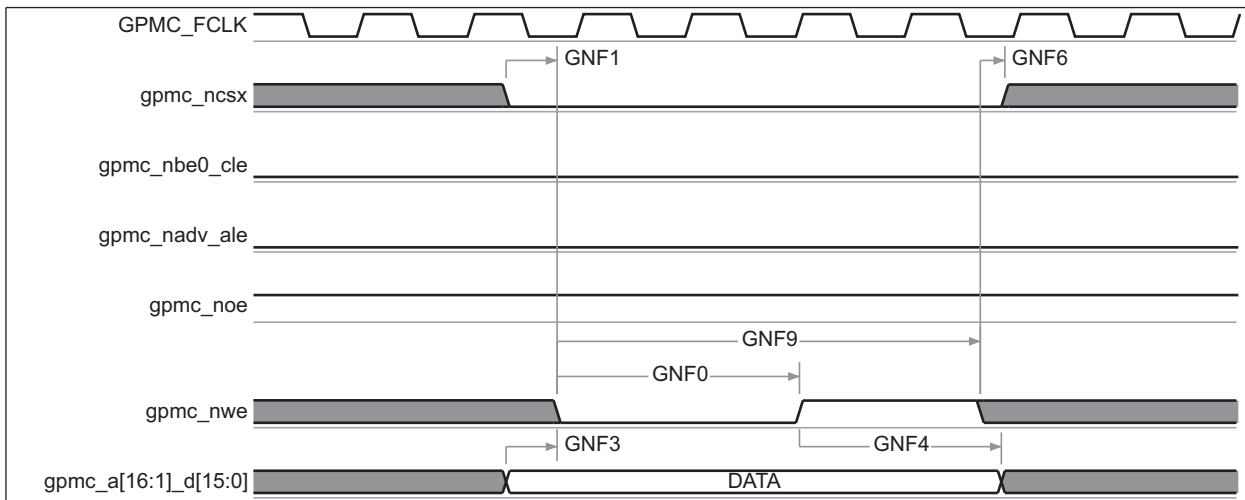 GPMC_FCLK
GNF1
GNF6
gpmc_ncsx
gpmc_nbe0_cle
gpmc_nadv_ale
gpmc_noe
GNF9
GNF0
gpmc_nwe
GNF3
GNF4
gpmc_a[16:1]_d[15:0]
DATA